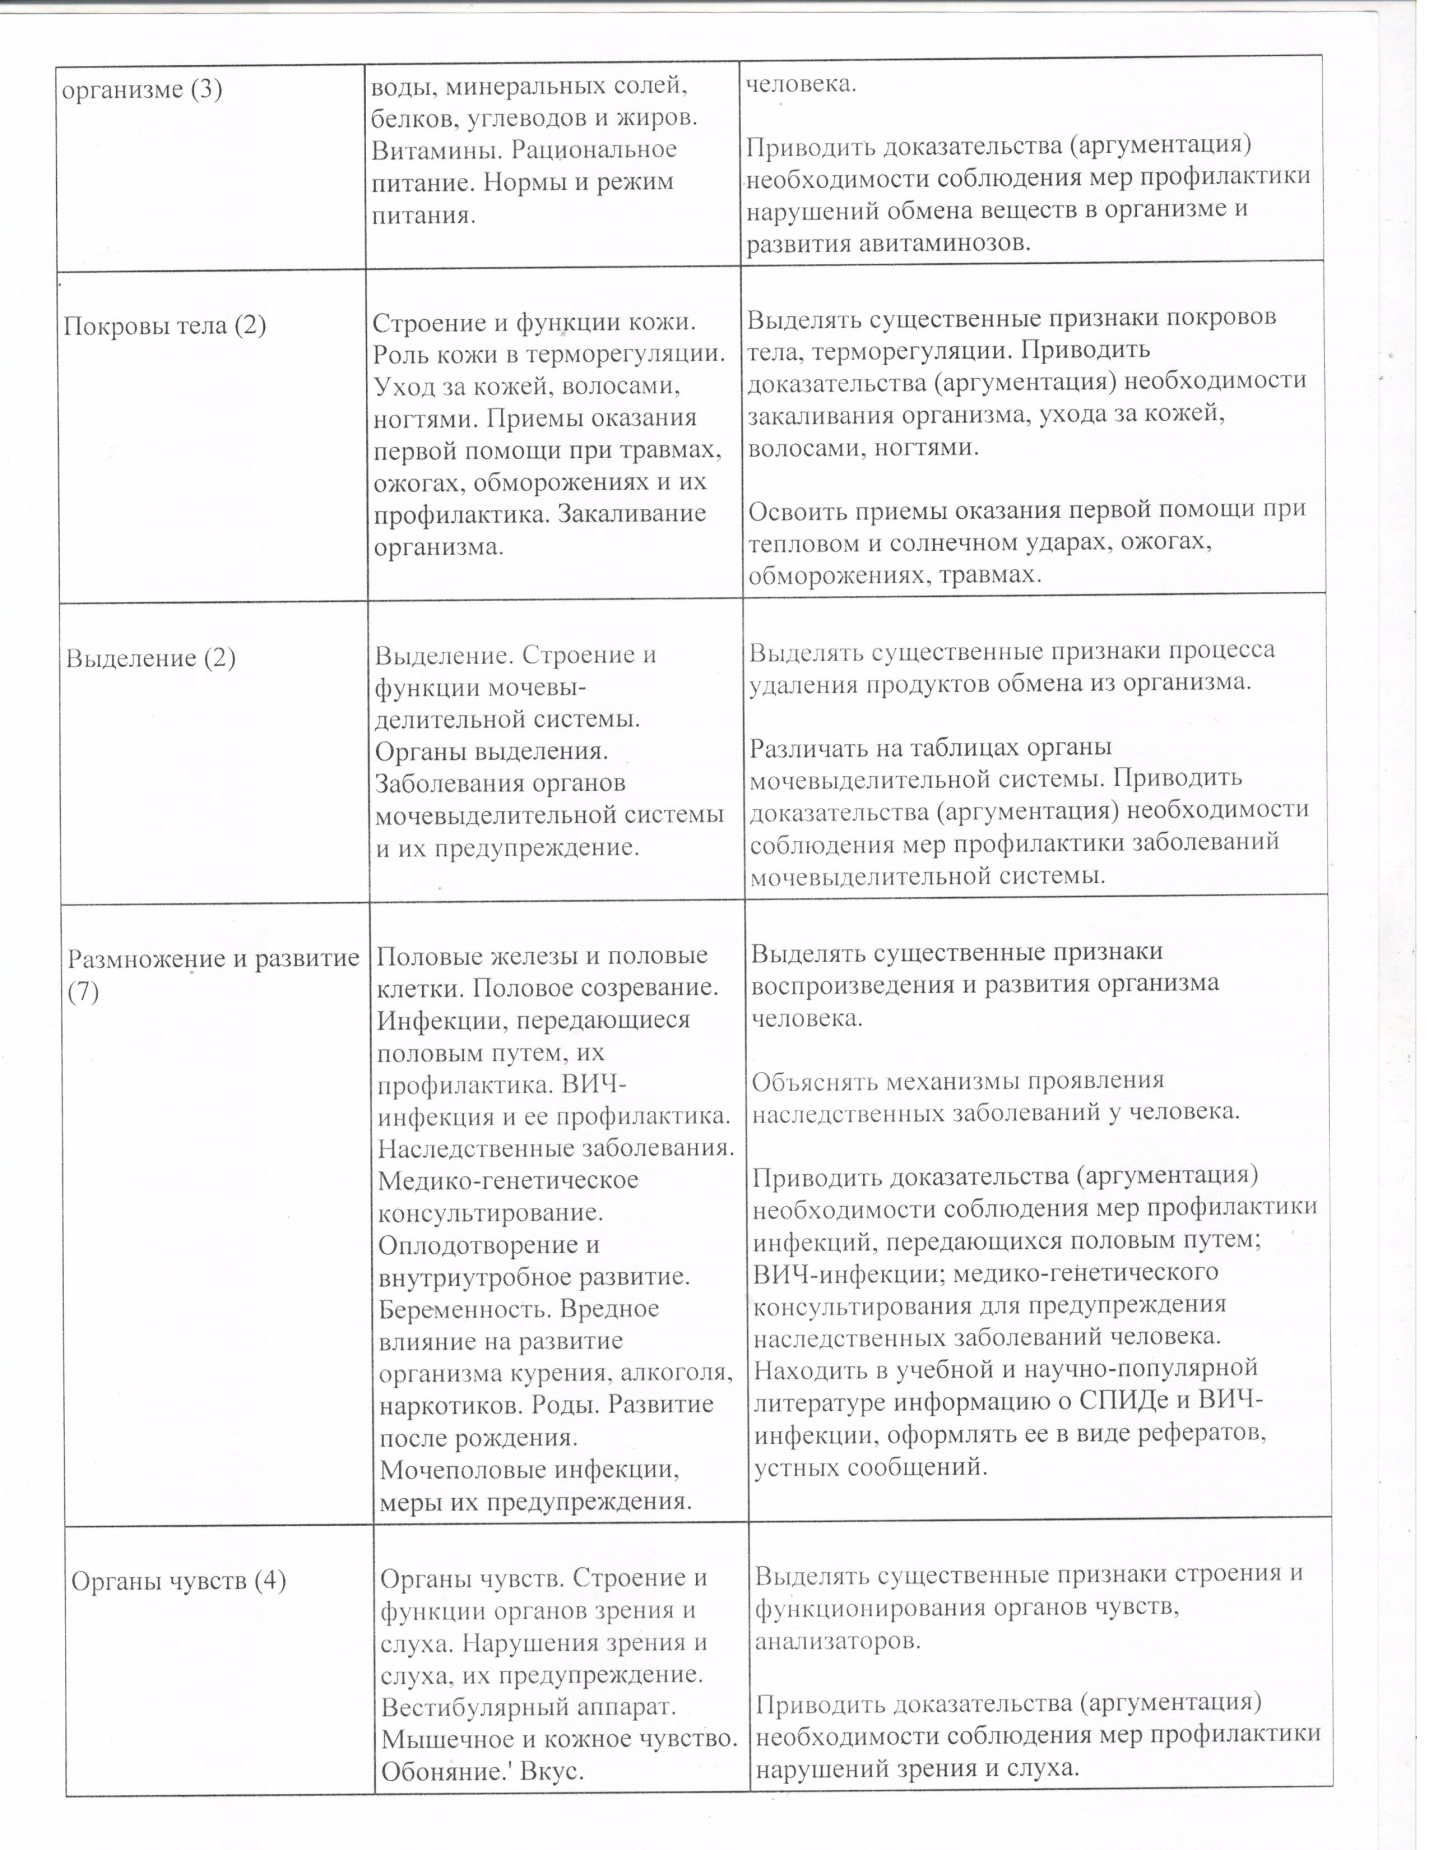 организме (3)
воды, минеральных солей,
белков, углеводов и жиров.
Витамины. Рациональное
питание. Нормы и режим
питания.
человека.
Приводить доказательства (аргументация)
необходимости соблюдения мер профилактики
нарушений обмена веществ в организме и
развития авитаминозов.
Покровы тела (2)
Строение и функции кожи.
Роль кожи в терморегуляции.
Уход за кожей, волосами,
ногтями. Приемы оказания
первой помощи при травмах,
ожогах, обморожениях и их
профилактика. Закаливание
организма.
Выделять существенные признаки покровов
тела, терморегуляции. Приводить
доказательства (аргументация) необходимости
закаливания организма, ухода за кожей,
волосами, ногтями.
Освоить приемы оказания первой помощи при
тепловом и солнечном ударах, ожогах,
обморожениях, травмах.
Выделение (2)
Выделение. Строение и
функции мочевы-
делительной системы.
Органы выделения.
Заболевания органов
мочевыделительной системы
и их предупреждение.
Выделять существенные признаки процесса
удаления продуктов обмена из организма.
Различать на таблицах органы
мочевыделительной системы. Приводить
доказательства (аргументация) необходимости
соблюдения мер профилактики заболеваний
мочевыделительной системы.
Размножение и развитие
(7)
Половые железы и половые
клетки. Половое созревание.
Инфекции, передающиеся
половым путем, их
профилактика. ВИЧ-
инфекция и ее профилактика.
Наследственные заболевания.
Медико-генетическое
консультирование.
Оплодотворение и
внутриутробное развитие.
Беременность. Вредное
влияние на развитие
организма курения, алкоголя,
наркотиков. Роды. Развитие
после рождения.
Мочеполовые инфекции,
меры их предупреждения.
Выделять существенные признаки
воспроизведения и развития организма
человека.
Объяснять механизмы проявления
наследственных заболеваний у человека.
Приводить доказательства (аргументация)
необходимости соблюдения мер профилактики
инфекций, передающихся половым путем;
ВИЧ-инфекции; медико-генетического
консультирования для предупреждения
наследственных заболеваний человека.
Находить в учебной и научно-популярной
литературе информацию о СПИДе и ВИЧ-
инфекции, оформлять ее в виде рефератов,
устных сообщений.
Органы чувств (4)
Органы чувств. Строение и
функции органов зрения и
слуха. Нарушения зрения и
слуха, их предупреждение.
Вестибулярный аппарат.
Мышечное и кожное чувство.
Обоняние.' Вкус.
Выделять существенные признаки строения и
функционирования органов чувств,
анализаторов.
Приводить доказательства (аргументация)
необходимости соблюдения мер профилактики
нарушений зрения и слуха.